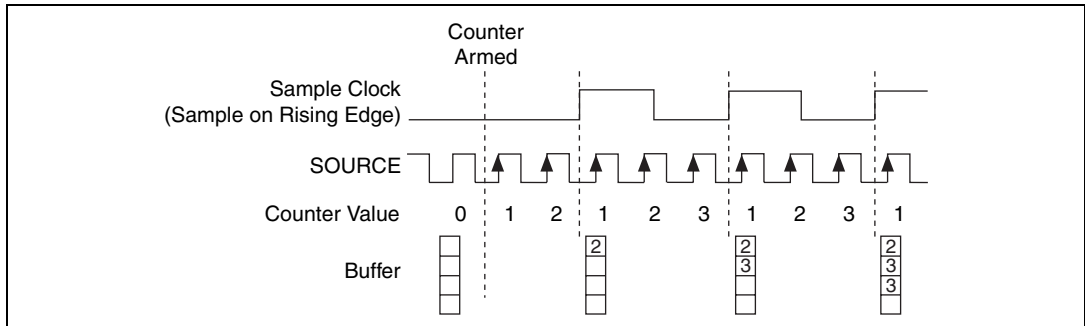 Counter
Armed
Sample Clock
(Sample on Rising Edge)
SOURCE
Counter Value 0 1 2 1 2 3 1 2 3 1
Buffer
2 2 2
3 3
3